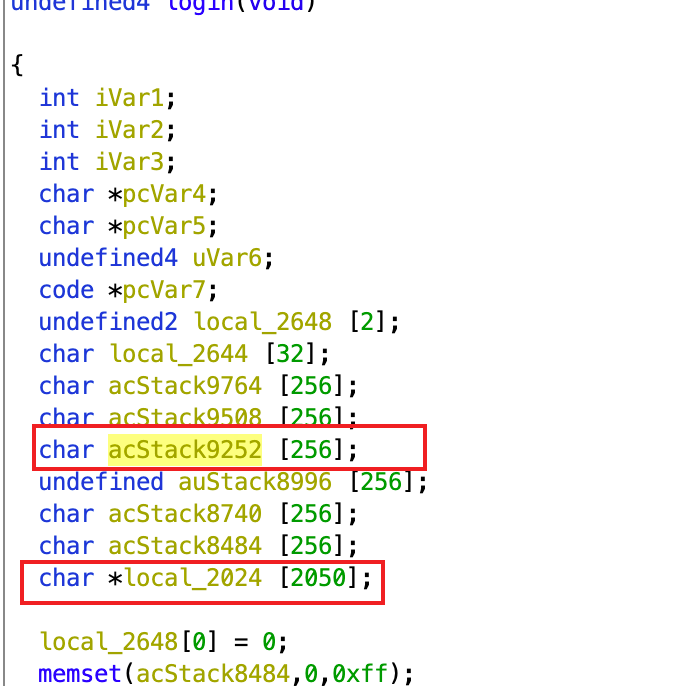 undefined4 login(void)
{
int iVar1;
int iVar2;
int iVar3;
char *pcVar4;
char *pcVar5;
undefined4 uVar6;
code *pcVar7;
undefined2 local_2648 [2];
char local_2644 [32];
char acStack9764 [256];
char acStack9508 [256];
char acStack9252 [256];
undefined auStack8996 [256];
char acStack8740 [256];
char acStack8484 [256];
char *local_2024 [2050];
local_2648[0] = 0;
memset(acStack8484,0,0xff);